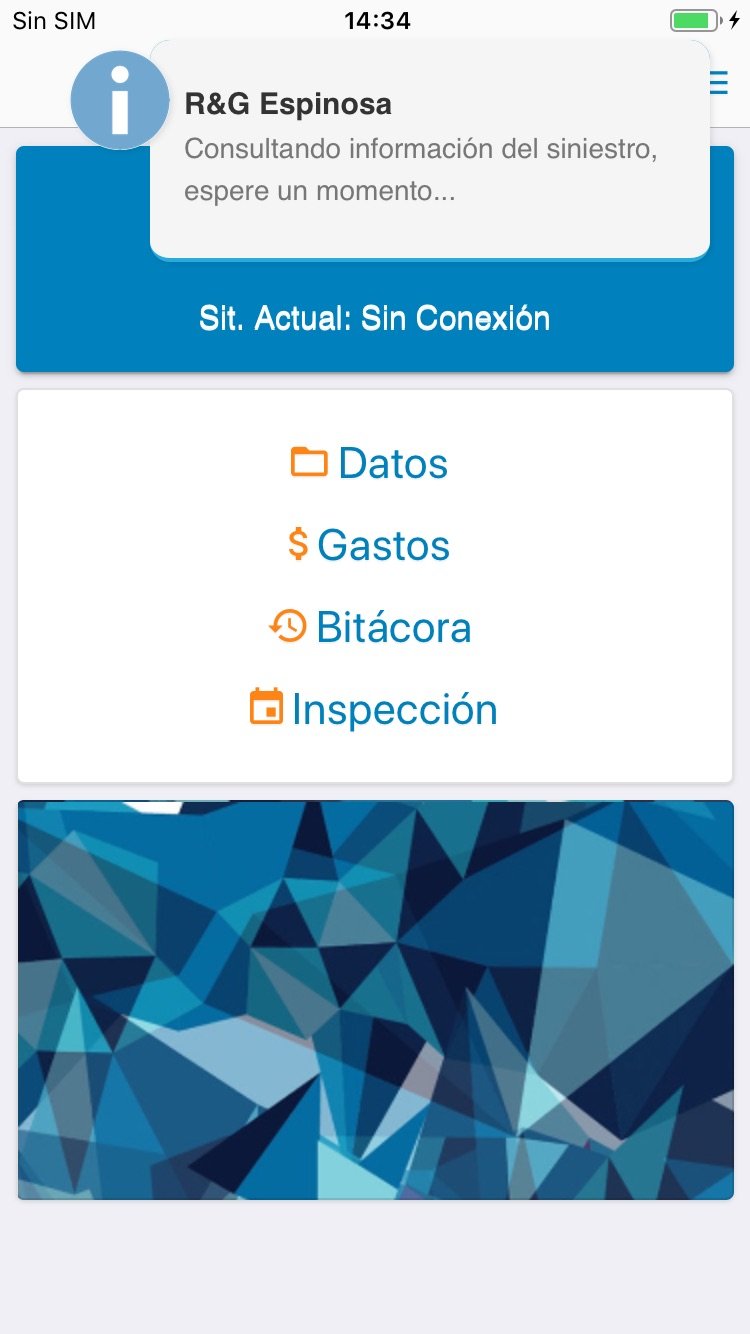 Sin SIM 14:34
R&G Espinosa
Consultando información del siniestro,
espere un momento...
Sit. Actual: Sin Conexión
Datos
$ Gastos
Bitácora
Inspección